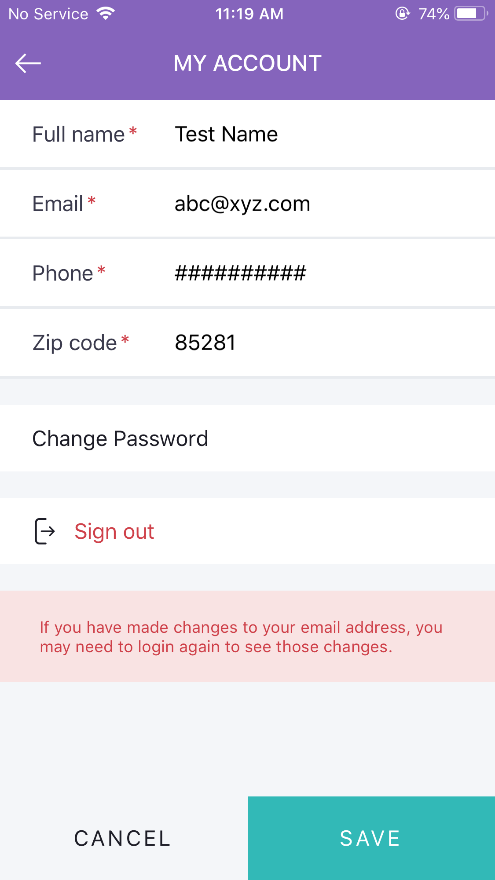 No Service 11:19 AM 74%
MY ACCOUNT
Full name* Test Name
Email* abc@xyz.com
Phone* ##########
Zip code* 85281
Change Password
Sign out
If you have made changes to your email address, you
may need to login again to see those changes.
CANCEL SAVE